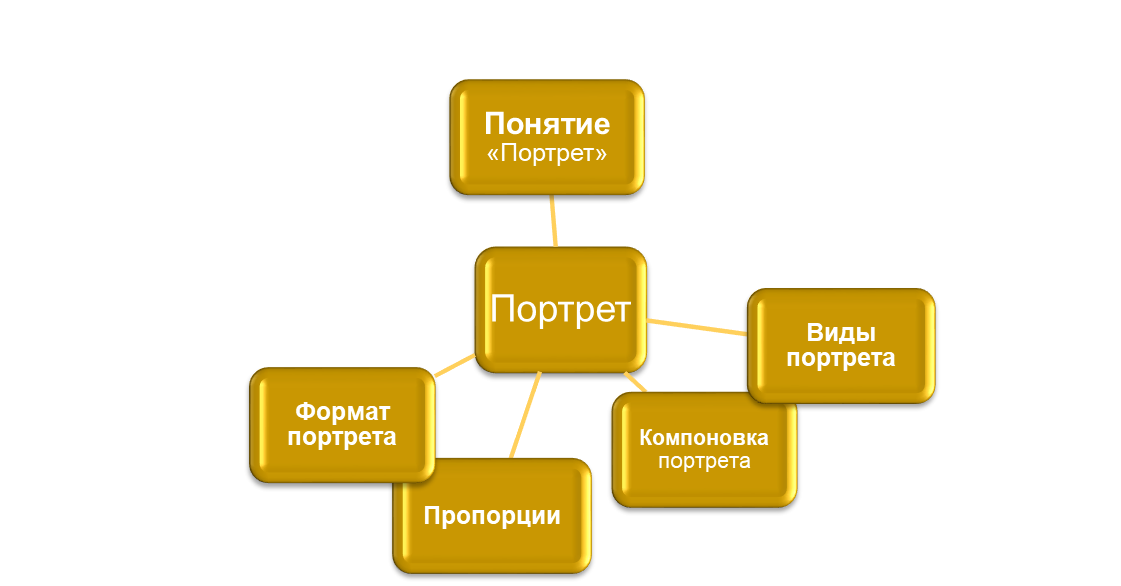 Понятие
«Портрет»
Портрет
Виды
портрета
Формат
портрета
Компоновка
портрета
Пропорции